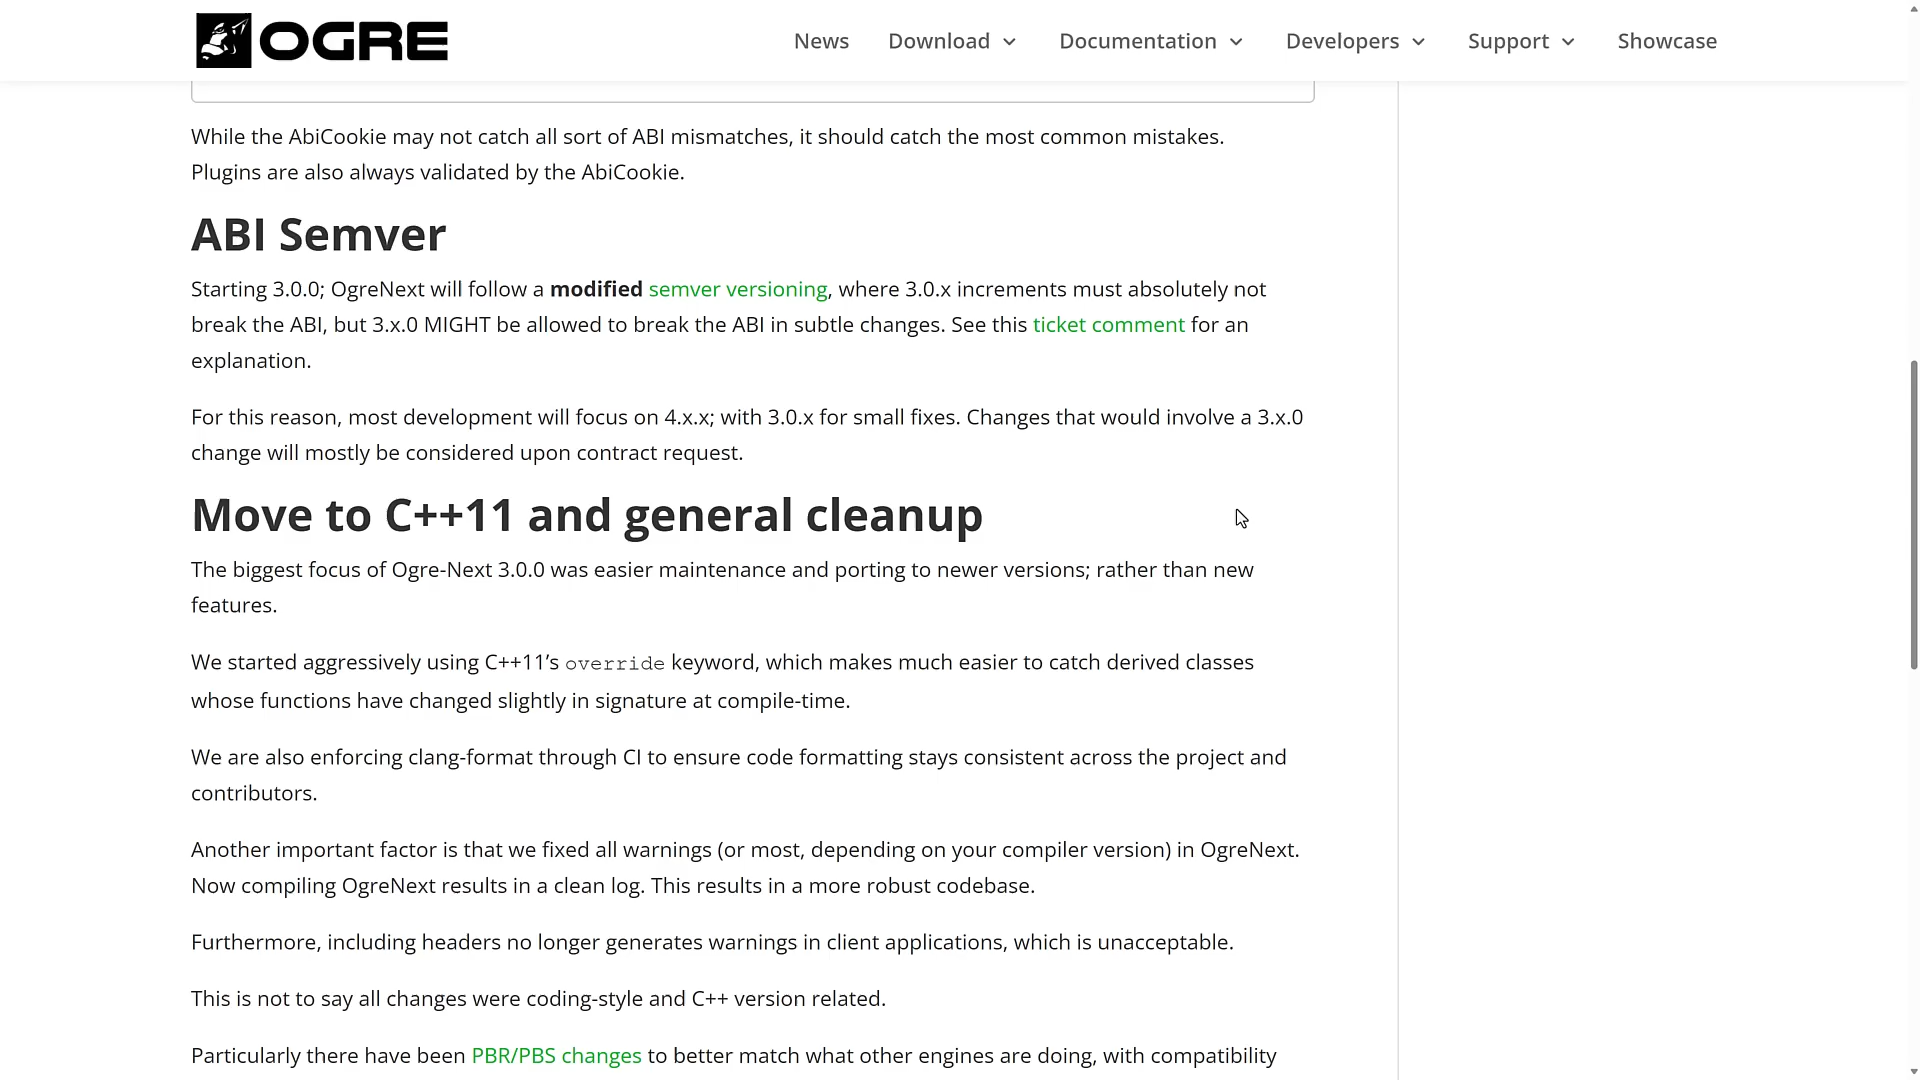 OGRE
News Download Documentation Developers Support Showcase
While the AbiCookie may not catch all sort of ABI mismatches, it should catch the most common mistakes.
Plugins are also always validated by the AbiCookie.
ABI Semver
Starting 3.0.0; OgreNext will follow a modified semver versioning, where 3.0.x increments must absolutely not
break the ABI, but 3.x.0 MIGHT be allowed to break the ABI in subtle changes. See this ticket comment for an
explanation.
For this reason, most development will focus on 4.x.x; with 3.0.x for small fixes. Changes that would involve a 3.x.0
change will mostly be considered upon contract request.
Move to C++11 and general cleanup
The biggest focus of Ogre-Next 3.0.0 was easier maintenance and porting to newer versions; rather than new
features.
We started aggressively using C++11’s override keyword, which makes much easier to catch derived classes
whose functions have changed slightly in signature at compile-time.
We are also enforcing clang-format through CI to ensure code formatting stays consistent across the project and
contributors.
Another important factor is that we fixed all warnings (or most, depending on your compiler version) in OgreNext.
Now compiling OgreNext results in a clean log. This results in a more robust codebase.
Furthermore, including headers no longer generates warnings in client applications, which is unacceptable.
This is not to say all changes were coding-style and C++ version related.
Particularly there have been PBR/PBS changes to better match what other engines are doing, with compatibility